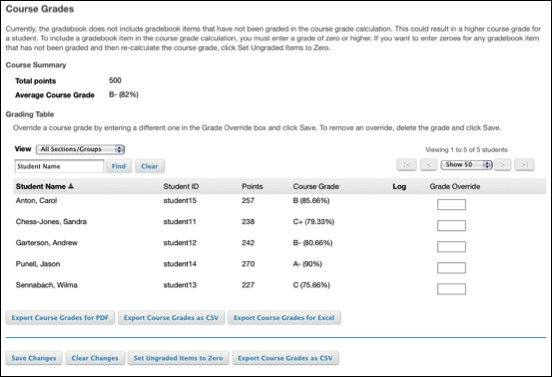 Course Grades
Currently, the gradebook does not include gradebook items that have not been graded in the course grade calculation. This could result in a higher course grade for
a student. To include a gradebook item in the course grade calculation, you must enter a grade of zero or higher. If you want to enter zeroes for any gradebook item
that has not been graded and then re-calculate the course grade, click Set Ungraded Items to Zero.
Course Summary
Total points 500
Average Course Grade B- (82%)
Grading Table
Override a course grade by entering a different one in the Grade Override box and click Save. To remove an override, delete the grade and click Save.
View All Sections/Groups Viewing 1 to 5 of 5 students
Student Name Find Clear |< < Show 50 > >|
Student Name Student ID Points Course Grade Log Grade Override
Anton, Carol student15 257 B (85.66%)
Chess-Jones, Sandra student11 238 C+ (79.33%)
Garterson, Andrew student12 242 B- (80.66%)
Punell, Jason student14 270 A- (90%)
Sennabach, Wilma student13 227 C (75.66%)
Export Course Grades for PDF Export Course Grades as CSV Export Course Grades for Excel
Save Changes Clear Changes Set Ungraded Items to Zero Export Course Grades as CSV